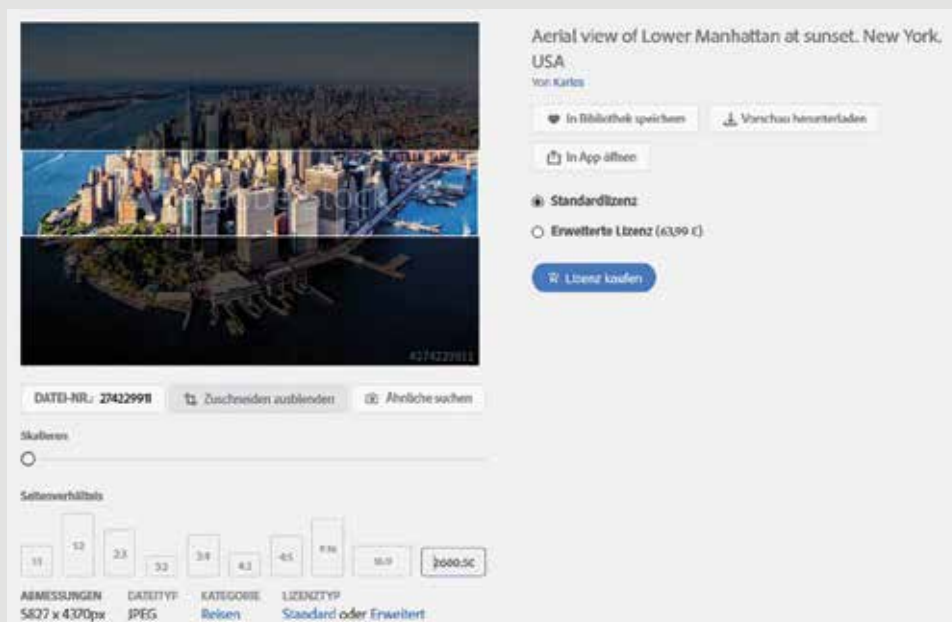 Aerial view of Lower Manhattan at sunset. New York,
USA
Von Karlos
In Bibliothek speichern
Vorschau herunterladen
In App öffnen
Standardlizenz
Erweiterte Lizenz (63,99 €)
Lizenz kaufen
Adobe Stock
#274229911
DATEI-NR.: 274229911
Zuschneiden ausblenden
Ähnliche suchen
Skalieren
Seitenverhältnis
1:1
1:2
2:3
3:2
3:4
4:3
4:5
9:16
16:9
ABMESSUNGEN DATEITYP KATEGORIE LIZENZTYP
5827 x 4370px JPEG Reisen Standard oder Erweitert